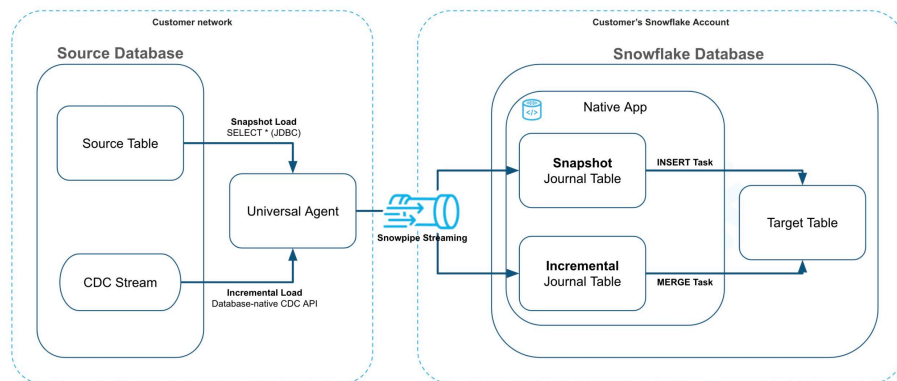 Customer network
Customer's Snowflake Account
Source Database
Snowflake Database
Native App
Snapshot Load
SELECT * (JDBC)
Source Table
Snapshot
Journal Table
INSERT Task
Universal Agent
Snowpipe Streaming
Target Table
CDC Stream
Incremental Load
Database-native CDC API
Incremental
Journal Table
MERGE Task